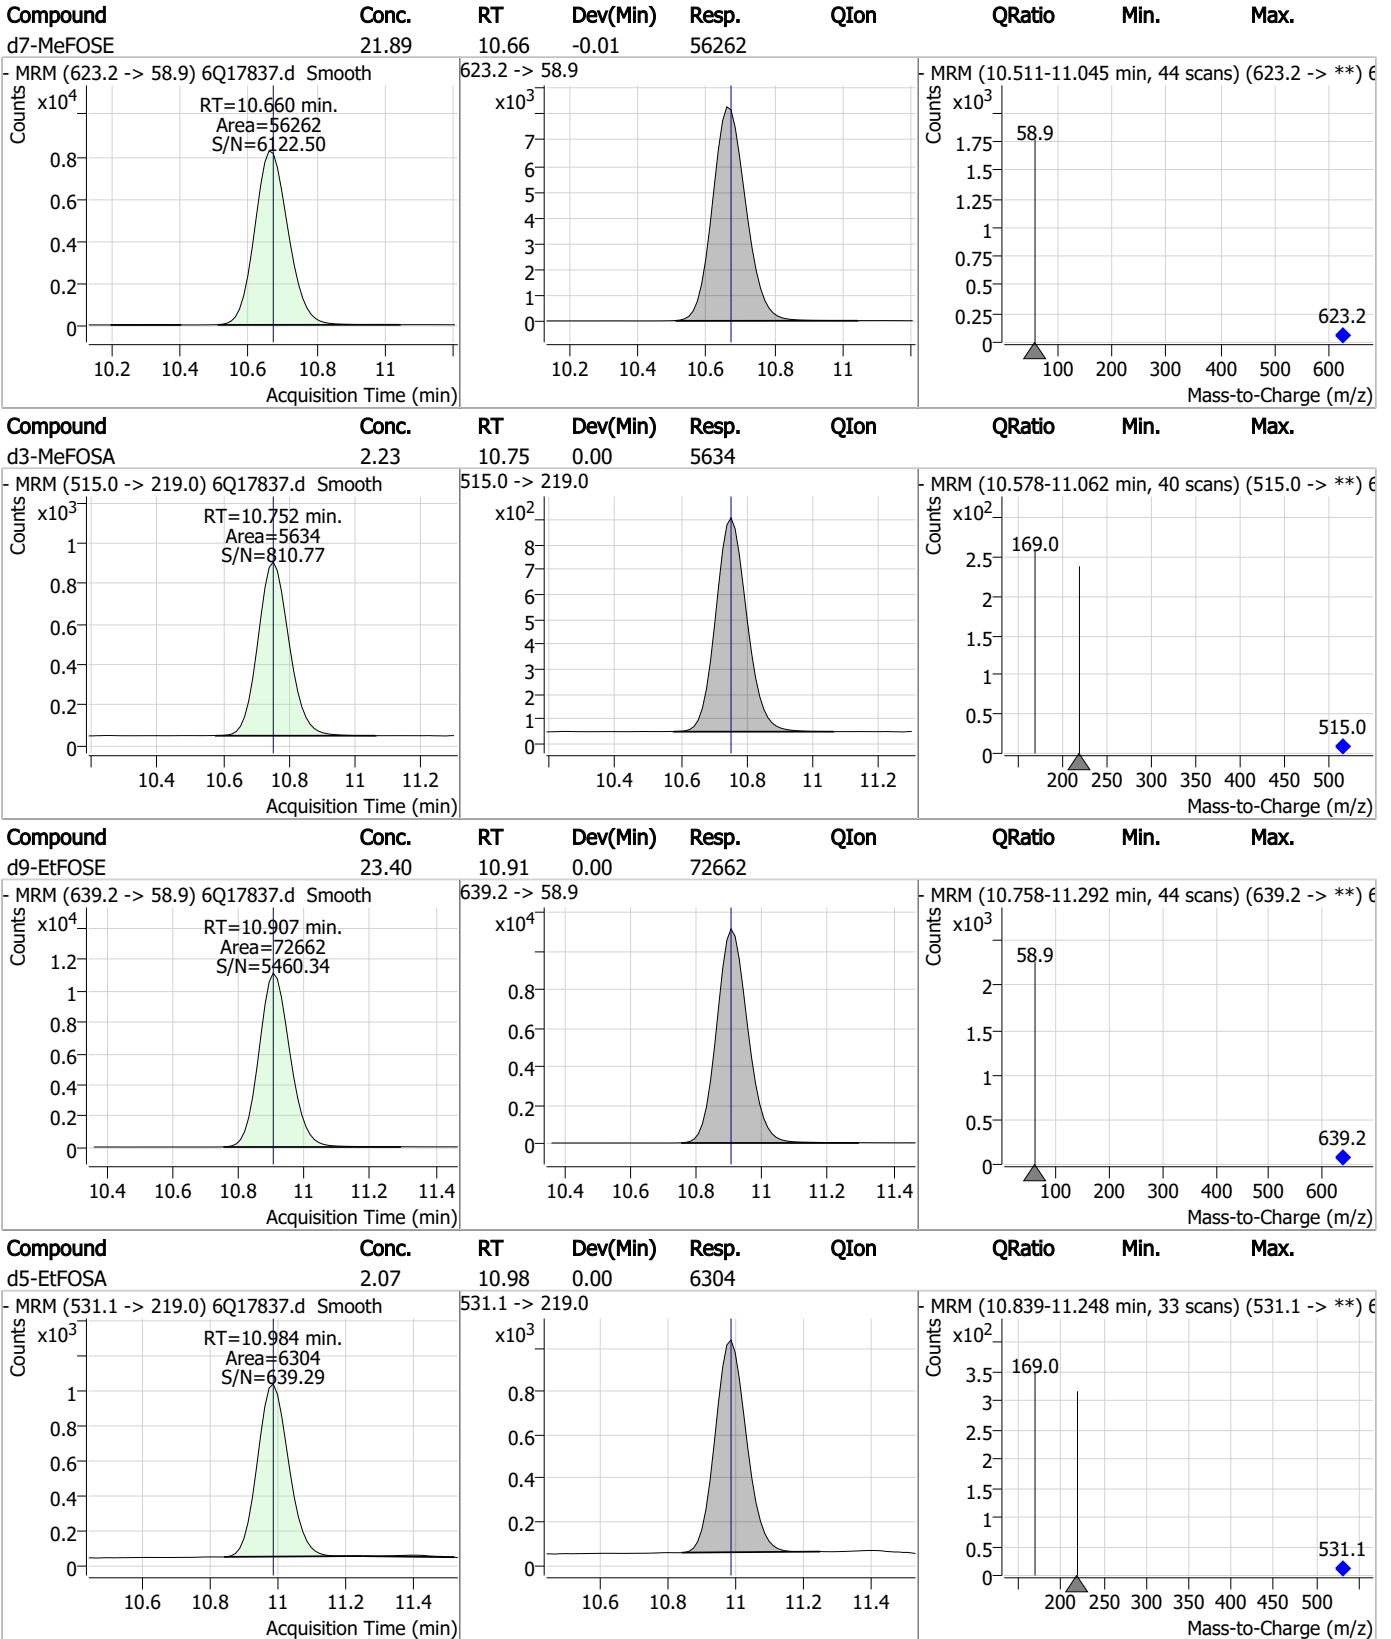 Compound Conc. RT Dev(Min) Resp. QIon QRatio Min. Max.
d7-MeFOSE 21.89 10.66 -0.01 56262
- MRM (623.2 -> 58.9) 6Q17837.d Smooth
Counts
x10⁴
RT=10.660 min.
Area=56262
S/N=6122.50
0.8
0.6
0.4
0.2
0
10.2 10.4 10.6 10.8 11
Acquisition Time (min)
623.2 -> 58.9
x10³
7
6
5
4
3
2
1
0
10.2 10.4 10.6 10.8 11
- MRM (10.511-11.045 min, 44 scans) (623.2 -> **) 6
Counts
x10³
58.9
1.75
1.5
1.25
1
0.75
0.5
0.25
0
623.2
100 200 300 400 500 600
Mass-to-Charge (m/z)
Compound Conc. RT Dev(Min) Resp. QIon QRatio Min. Max.
d3-MeFOSA 2.23 10.75 0.00 5634
- MRM (515.0 -> 219.0) 6Q17837.d Smooth
Counts
x10³
RT=10.752 min.
Area=5634
S/N=810.77
1
0.8
0.6
0.4
0.2
0
10.4 10.6 10.8 11 11.2
Acquisition Time (min)
515.0 -> 219.0
x10²
8
7
6
5
4
3
2
1
0
10.4 10.6 10.8 11 11.2
- MRM (10.578-11.062 min, 40 scans) (515.0 -> **) 6
Counts
x10²
169.0
2.5
2
1.5
1
0.5
0
515.0
200 250 300 350 400 450 500
Mass-to-Charge (m/z)
Compound Conc. RT Dev(Min) Resp. QIon QRatio Min. Max.
d9-EtFOSE 23.40 10.91 0.00 72662
- MRM (639.2 -> 58.9) 6Q17837.d Smooth
Counts
x10⁴
RT=10.907 min.
Area=72662
S/N=5460.34
1.2
1
0.8
0.6
0.4
0.2
0
10.4 10.6 10.8 11 11.2 11.4
Acquisition Time (min)
639.2 -> 58.9
x10⁴
0.8
0.6
0.4
0.2
0
10.4 10.6 10.8 11 11.2 11.4
- MRM (10.758-11.292 min, 44 scans) (639.2 -> **) 6
Counts
x10³
58.9
2
1.5
1
0.5
0
639.2
100 200 300 400 500 600
Mass-to-Charge (m/z)
Compound Conc. RT Dev(Min) Resp. QIon QRatio Min. Max.
d5-EtFOSA 2.07 10.98 0.00 6304
- MRM (531.1 -> 219.0) 6Q17837.d Smooth
Counts
x10³
RT=10.984 min.
Area=6304
S/N=639.29
1
0.8
0.6
0.4
0.2
0
10.6 10.8 11 11.2 11.4
Acquisition Time (min)
531.1 -> 219.0
x10³
0.8
0.6
0.4
0.2
0
10.6 10.8 11 11.2 11.4
- MRM (10.839-11.248 min, 33 scans) (531.1 -> **) 6
Counts
x10²
169.0
3.5
3
2.5
2
1.5
1
0.5
0
531.1
200 250 300 350 400 450 500
Mass-to-Charge (m/z)